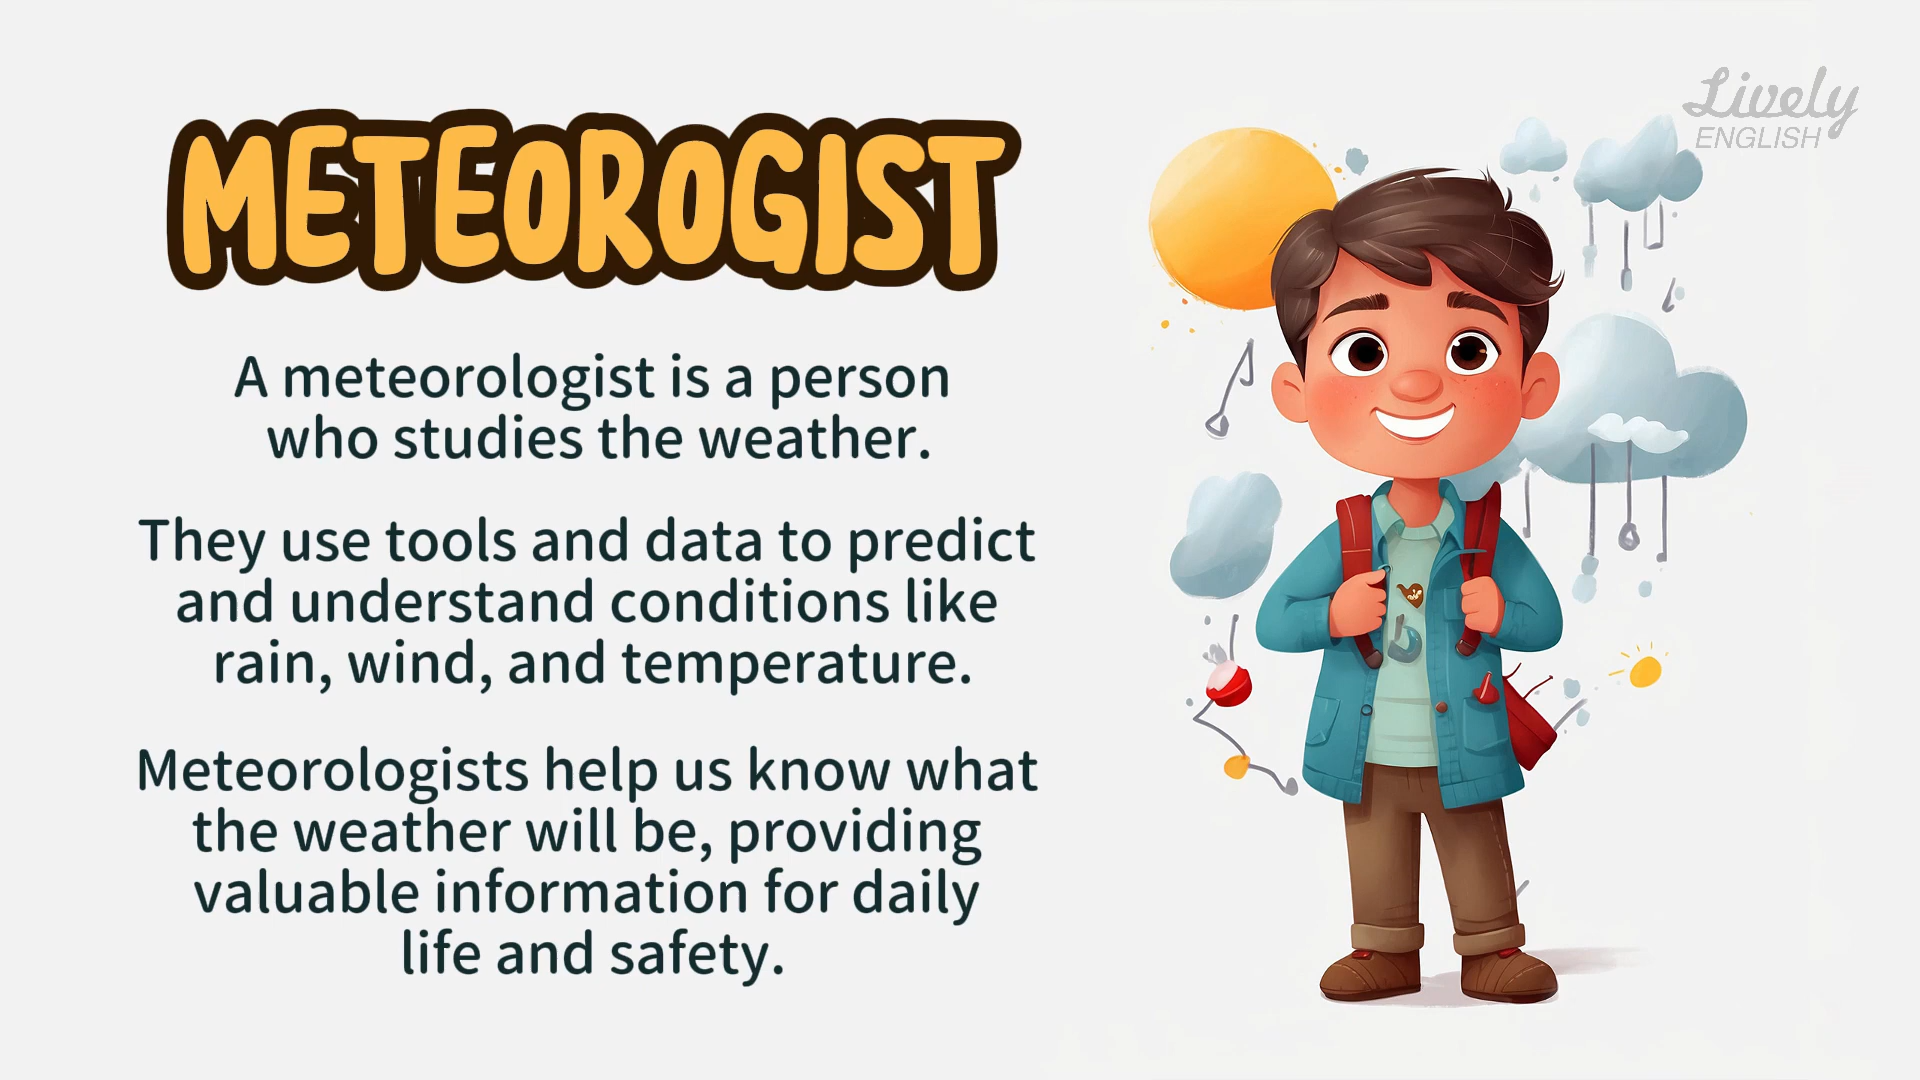 METEOROGIST
A meteorologist is a person
who studies the weather.
They use tools and data to predict
and understand conditions like
rain, wind, and temperature.
Meteorologists help us know what
the weather will be, providing
valuable information for daily
life and safety.
Lively
ENGLISH